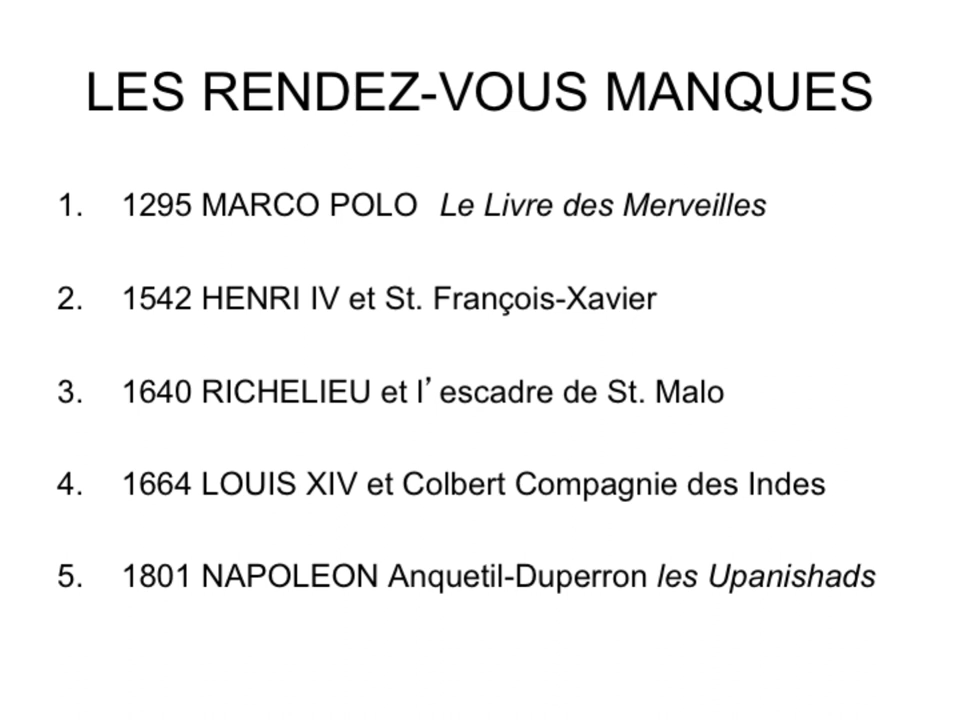 LES RENDEZ-VOUS MANQUES
1. 1295 MARCO POLO Le Livre des Merveilles
2. 1542 HENRI IV et St. François-Xavier
3. 1640 RICHELIEU et l’escadre de St. Malo
4. 1664 LOUIS XIV et Colbert Compagnie des Indes
5. 1801 NAPOLEON Anquetil-Duperron les Upanishads